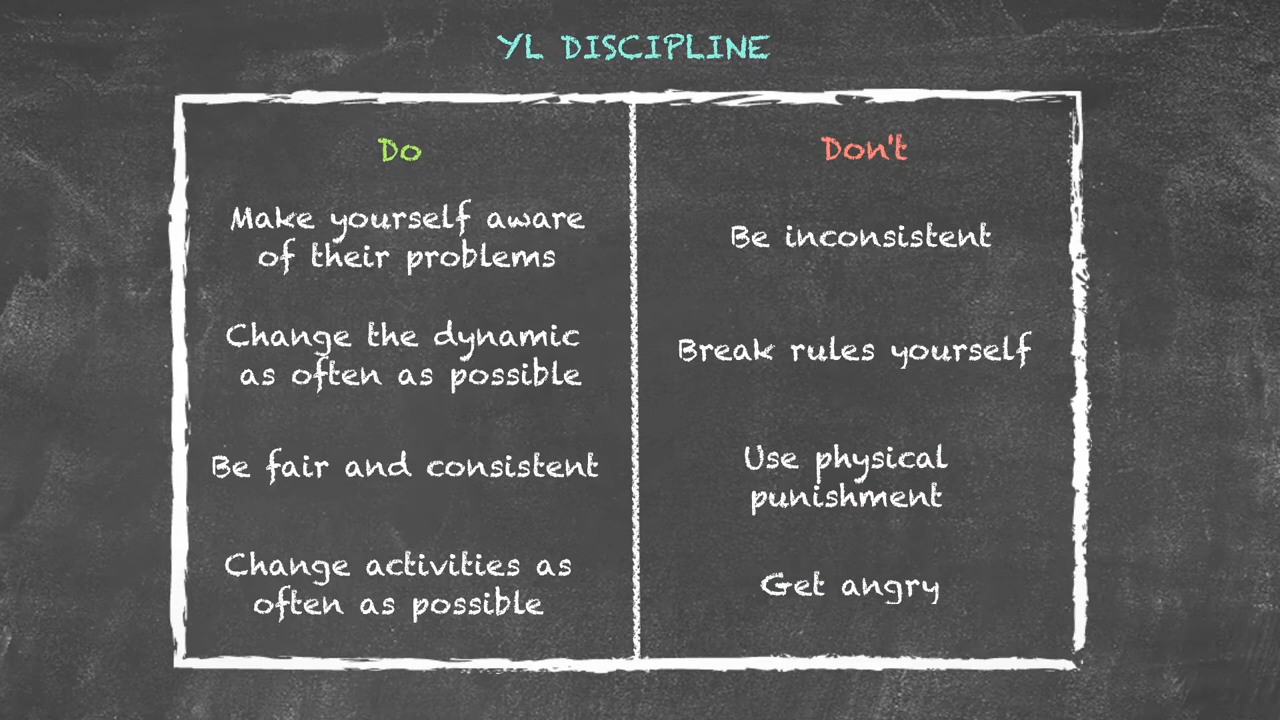 YL DISCIPLINE
Do
Make yourself aware
of their problems
Change the dynamic
as often as possible
Be fair and consistent
Change activities as
often as possible
Don't
Be inconsistent
Break rules yourself
Use physical
punishment
Get angry